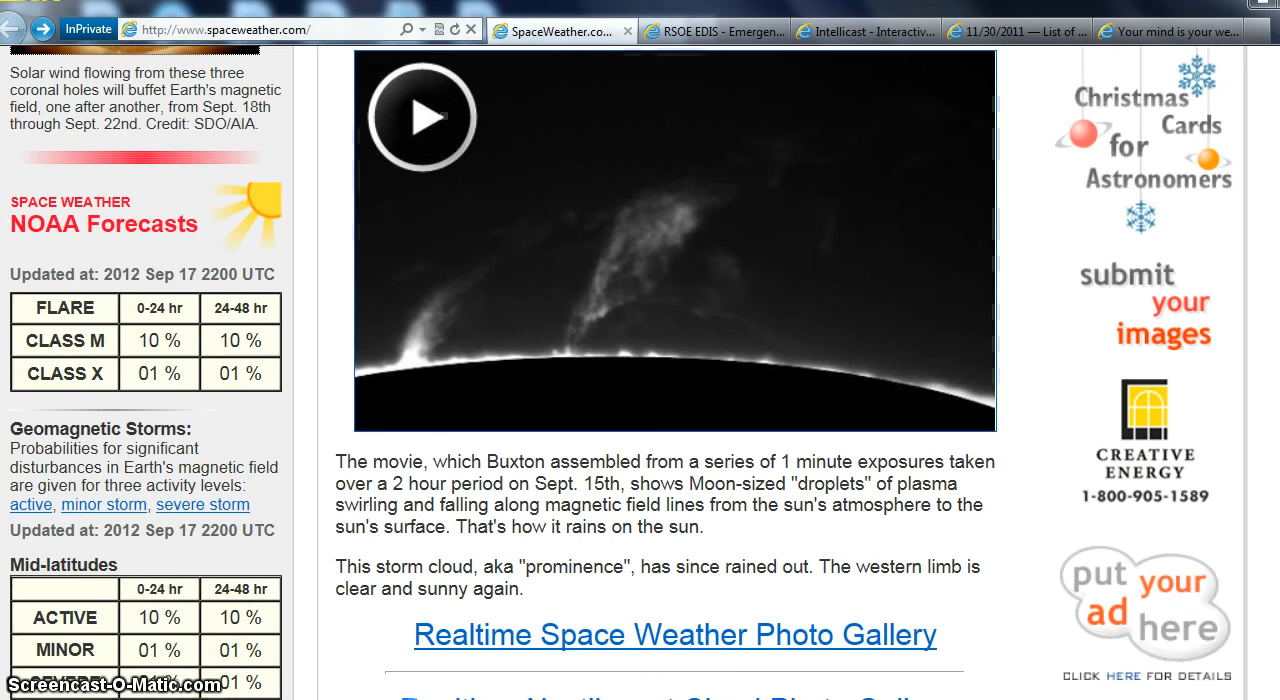 InPrivate
http://www.spaceweather.com/
SpaceWeather.co...
RSOE EDIS - Emergen...
Intellicast - Interactiv...
11/30/2011 — List of ...
Your mind is your we...
Solar wind flowing from these three
coronal holes will buffet Earth's magnetic
field, one after another, from Sept. 18th
through Sept. 22nd. Credit: SDO/AIA.
SPACE WEATHER
NOAA Forecasts
Updated at: 2012 Sep 17 2200 UTC
FLARE 0-24 hr 24-48 hr
CLASS M 10 % 10 %
CLASS X 01 % 01 %
Geomagnetic Storms:
Probabilities for significant
disturbances in Earth's magnetic field
are given for three activity levels:
active, minor storm, severe storm
Updated at: 2012 Sep 17 2200 UTC
Mid-latitudes
0-24 hr 24-48 hr
ACTIVE 10 % 10 %
MINOR 01 % 01 %
01 %
Screencast-O-Matic.com
The movie, which Buxton assembled from a series of 1 minute exposures taken
over a 2 hour period on Sept. 15th, shows Moon-sized "droplets" of plasma
swirling and falling along magnetic field lines from the sun's atmosphere to the
sun's surface. That's how it rains on the sun.
This storm cloud, aka "prominence", has since rained out. The western limb is
clear and sunny again.
Realtime Space Weather Photo Gallery
Christmas
Cards
for
Astronomers
submit
your
images
CREATIVE
ENERGY
1-800-905-1589
put your
ad here
CLICK HERE FOR DETAILS